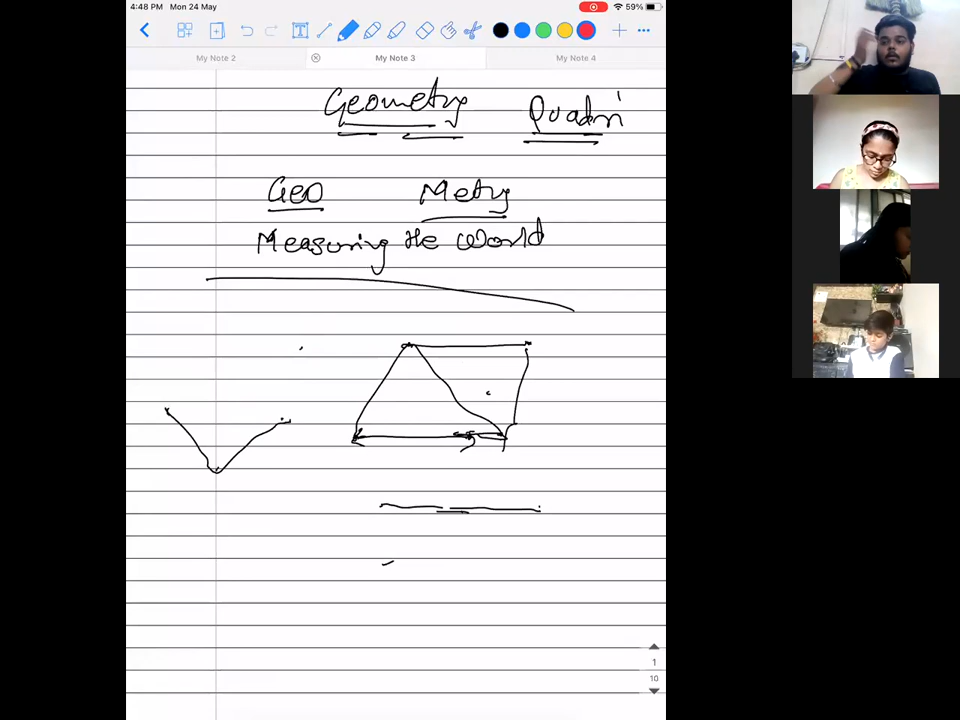 4:48 PM Mon 24 May 59%
My Note 2 My Note 3 My Note 4
Geometry Quadri
Geo Metry
Measuring the world
1
10